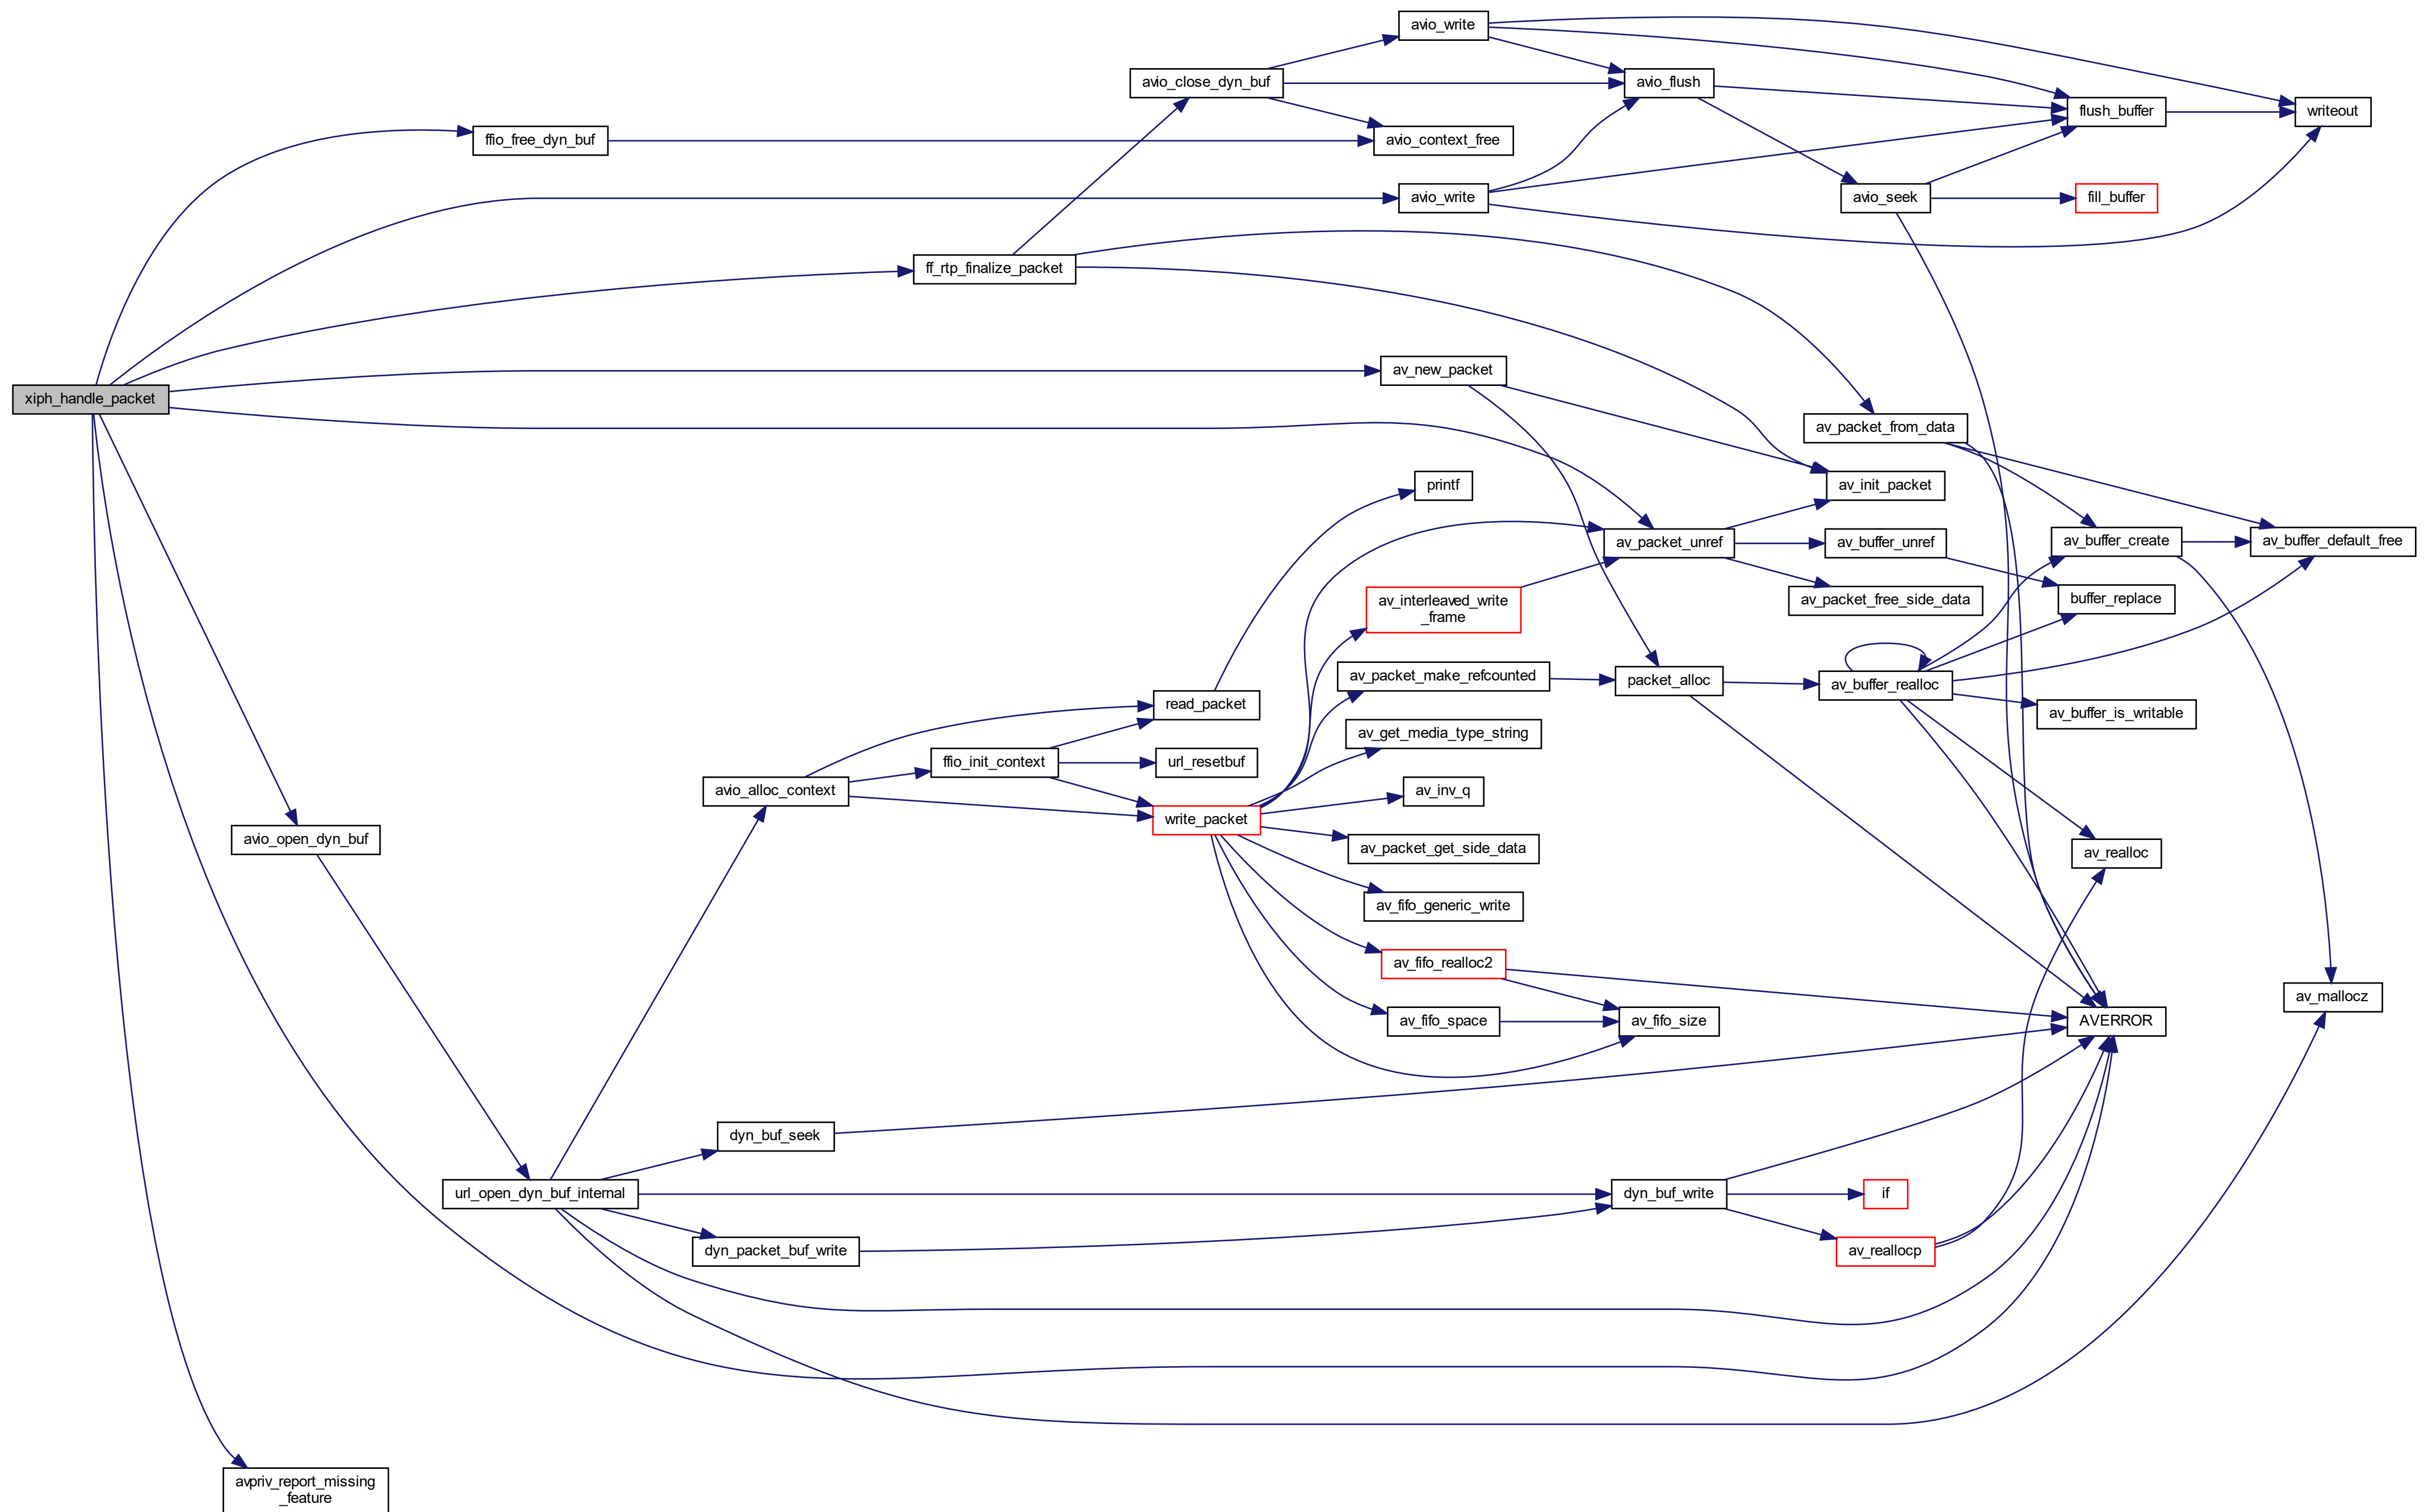 avio_write
avio_close_dyn_buf
avio_flush
flush_buffer
writeout
ffio_free_dyn_buf
avio_context_free
avio_write
avio_seek
fill_buffer
ff_rtp_finalize_packet
av_new_packet
xiph_handle_packet
av_packet_from_data
printf
av_init_packet
av_packet_unref
av_buffer_unref
av_buffer_create
av_buffer_default_free
av_interleaved_write
_frame
av_packet_free_side_data
buffer_replace
av_packet_make_refcounted
packet_alloc
av_buffer_realloc
read_packet
av_buffer_is_writable
av_get_media_type_string
ffio_init_context
url_resetbuf
avio_alloc_context
av_inv_q
write_packet
avio_open_dyn_buf
av_packet_get_side_data
av_realloc
av_fifo_generic_write
av_fifo_realloc2
av_mallocz
av_fifo_space
av_fifo_size
AVERROR
dyn_buf_seek
url_open_dyn_buf_internal
dyn_buf_write
if
dyn_packet_buf_write
av_reallocp
avpriv_report_missing
_feature